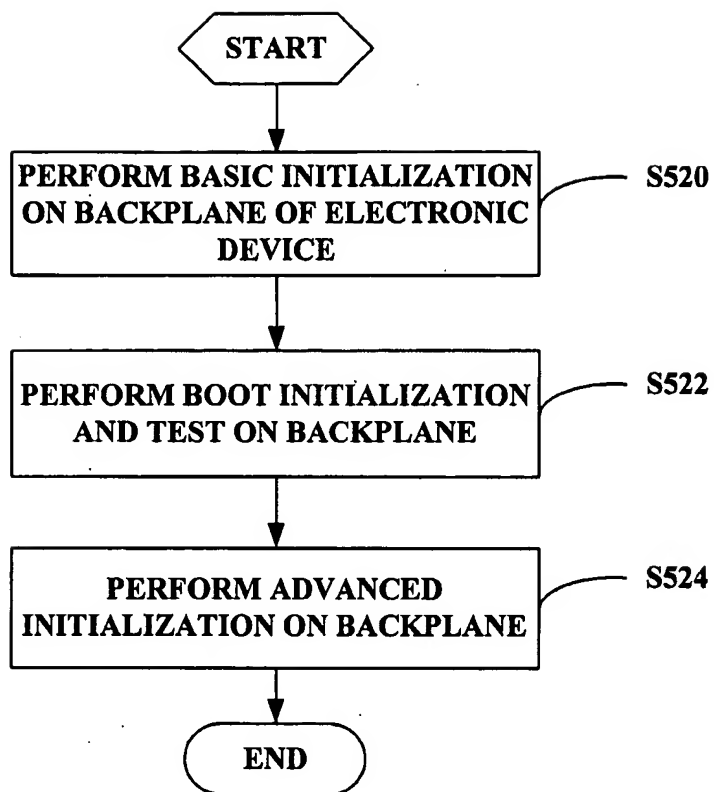 START
PERFORM BASIC INITIALIZATION
ON BACKPLANE OF ELECTRONIC
DEVICE
S520
PERFORM BOOT INITIALIZATION
AND TEST ON BACKPLANE
S522
PERFORM ADVANCED
INITIALIZATION ON BACKPLANE
S524
END